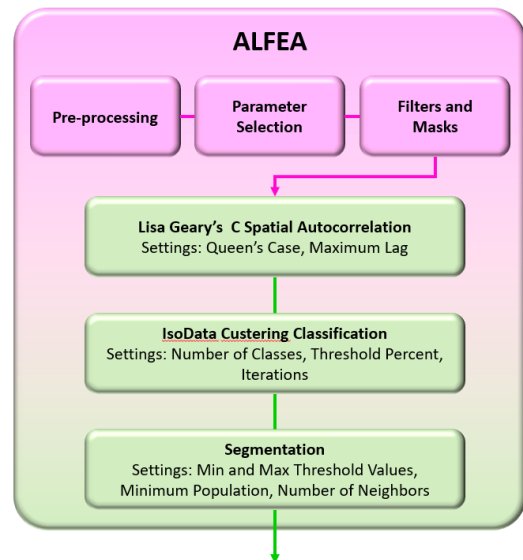 ALFEA
Pre-processing
Parameter
Selection
Filters and
Masks
Lisa Geary's  C Spatial Autocorrelation
Settings: Queen's Case, Maximum Lag
IsoData Custering Classification
Settings: Number of Classes, Threshold Percent,
Iterations
Segmentation
Settings: Min and Max Threshold Values,
Minimum Population, Number of Neighbors